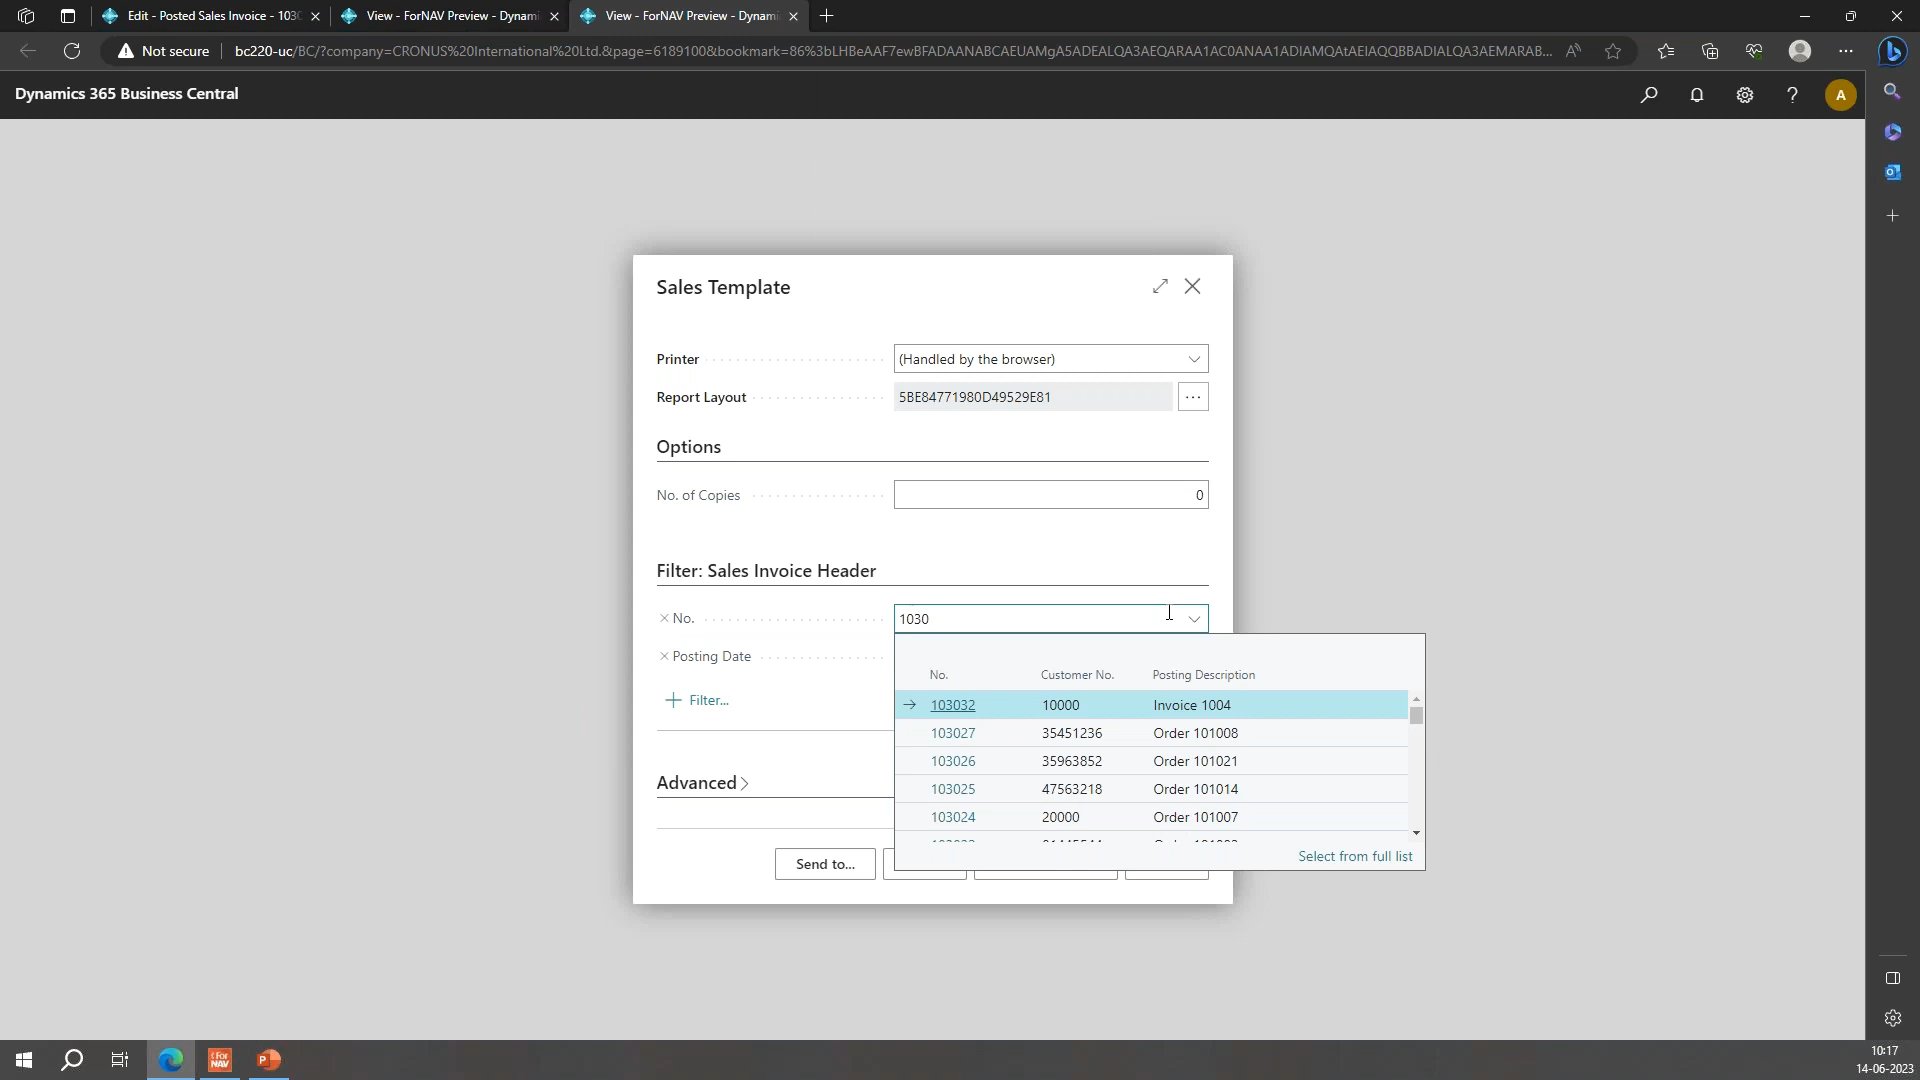 Edit - Posted Sales Invoice - 103
View - ForNAV Preview - Dynami
View - ForNAV Preview - Dynami
Not secure
bc220-uc/BC/?company=CRONUS%20International%20Ltd.&page=6189100&bookmark=86%3bLHBeAAF7ewBFADAANABCAEUAMgA5ADEALQA3AEQARAA1AC0ANAA1ADIAMQAtAEIAQQBBADIALQA3AEMARAB...
Dynamics 365 Business Central
?
A
Sales Template
Printer
(Handled by the browser)
Report Layout
5BE84771980D49529E81
...
Options
No. of Copies
0
Filter: Sales Invoice Header
No.
1030
Posting Date
Filter...
No. Customer No. Posting Description
103032 10000 Invoice 1004
103027 35451236 Order 101008
103026 35963852 Order 101021
103025 47563218 Order 101014
103024 20000 Order 101007
Select from full list
Advanced
Send to...
ForNAV
P
10:17
14-06-2023